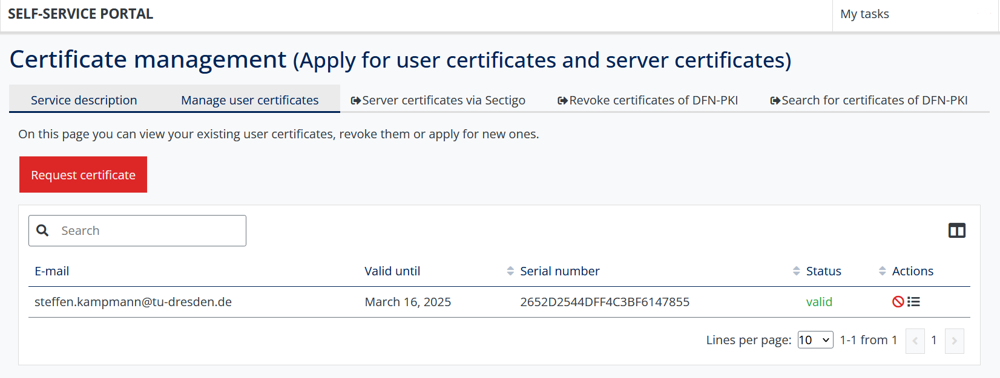 SELF-SERVICE PORTAL My tasks
Certificate management (Apply for user certificates and server certificates)
Service description Manage user certificates Server certificates via Sectigo Revoke certificates of DFN-PKI Search for certificates of DFN-PKI
On this page you can view your existing user certificates, revoke them or apply for new ones.
Request certificate
Search
E-mail Valid until Serial number Status Actions
steffen.kampmann@tu-dresden.de March 16, 2025 2652D2544DFF4C3BF6147855 valid
Lines per page: 10 1-1 from 1 1